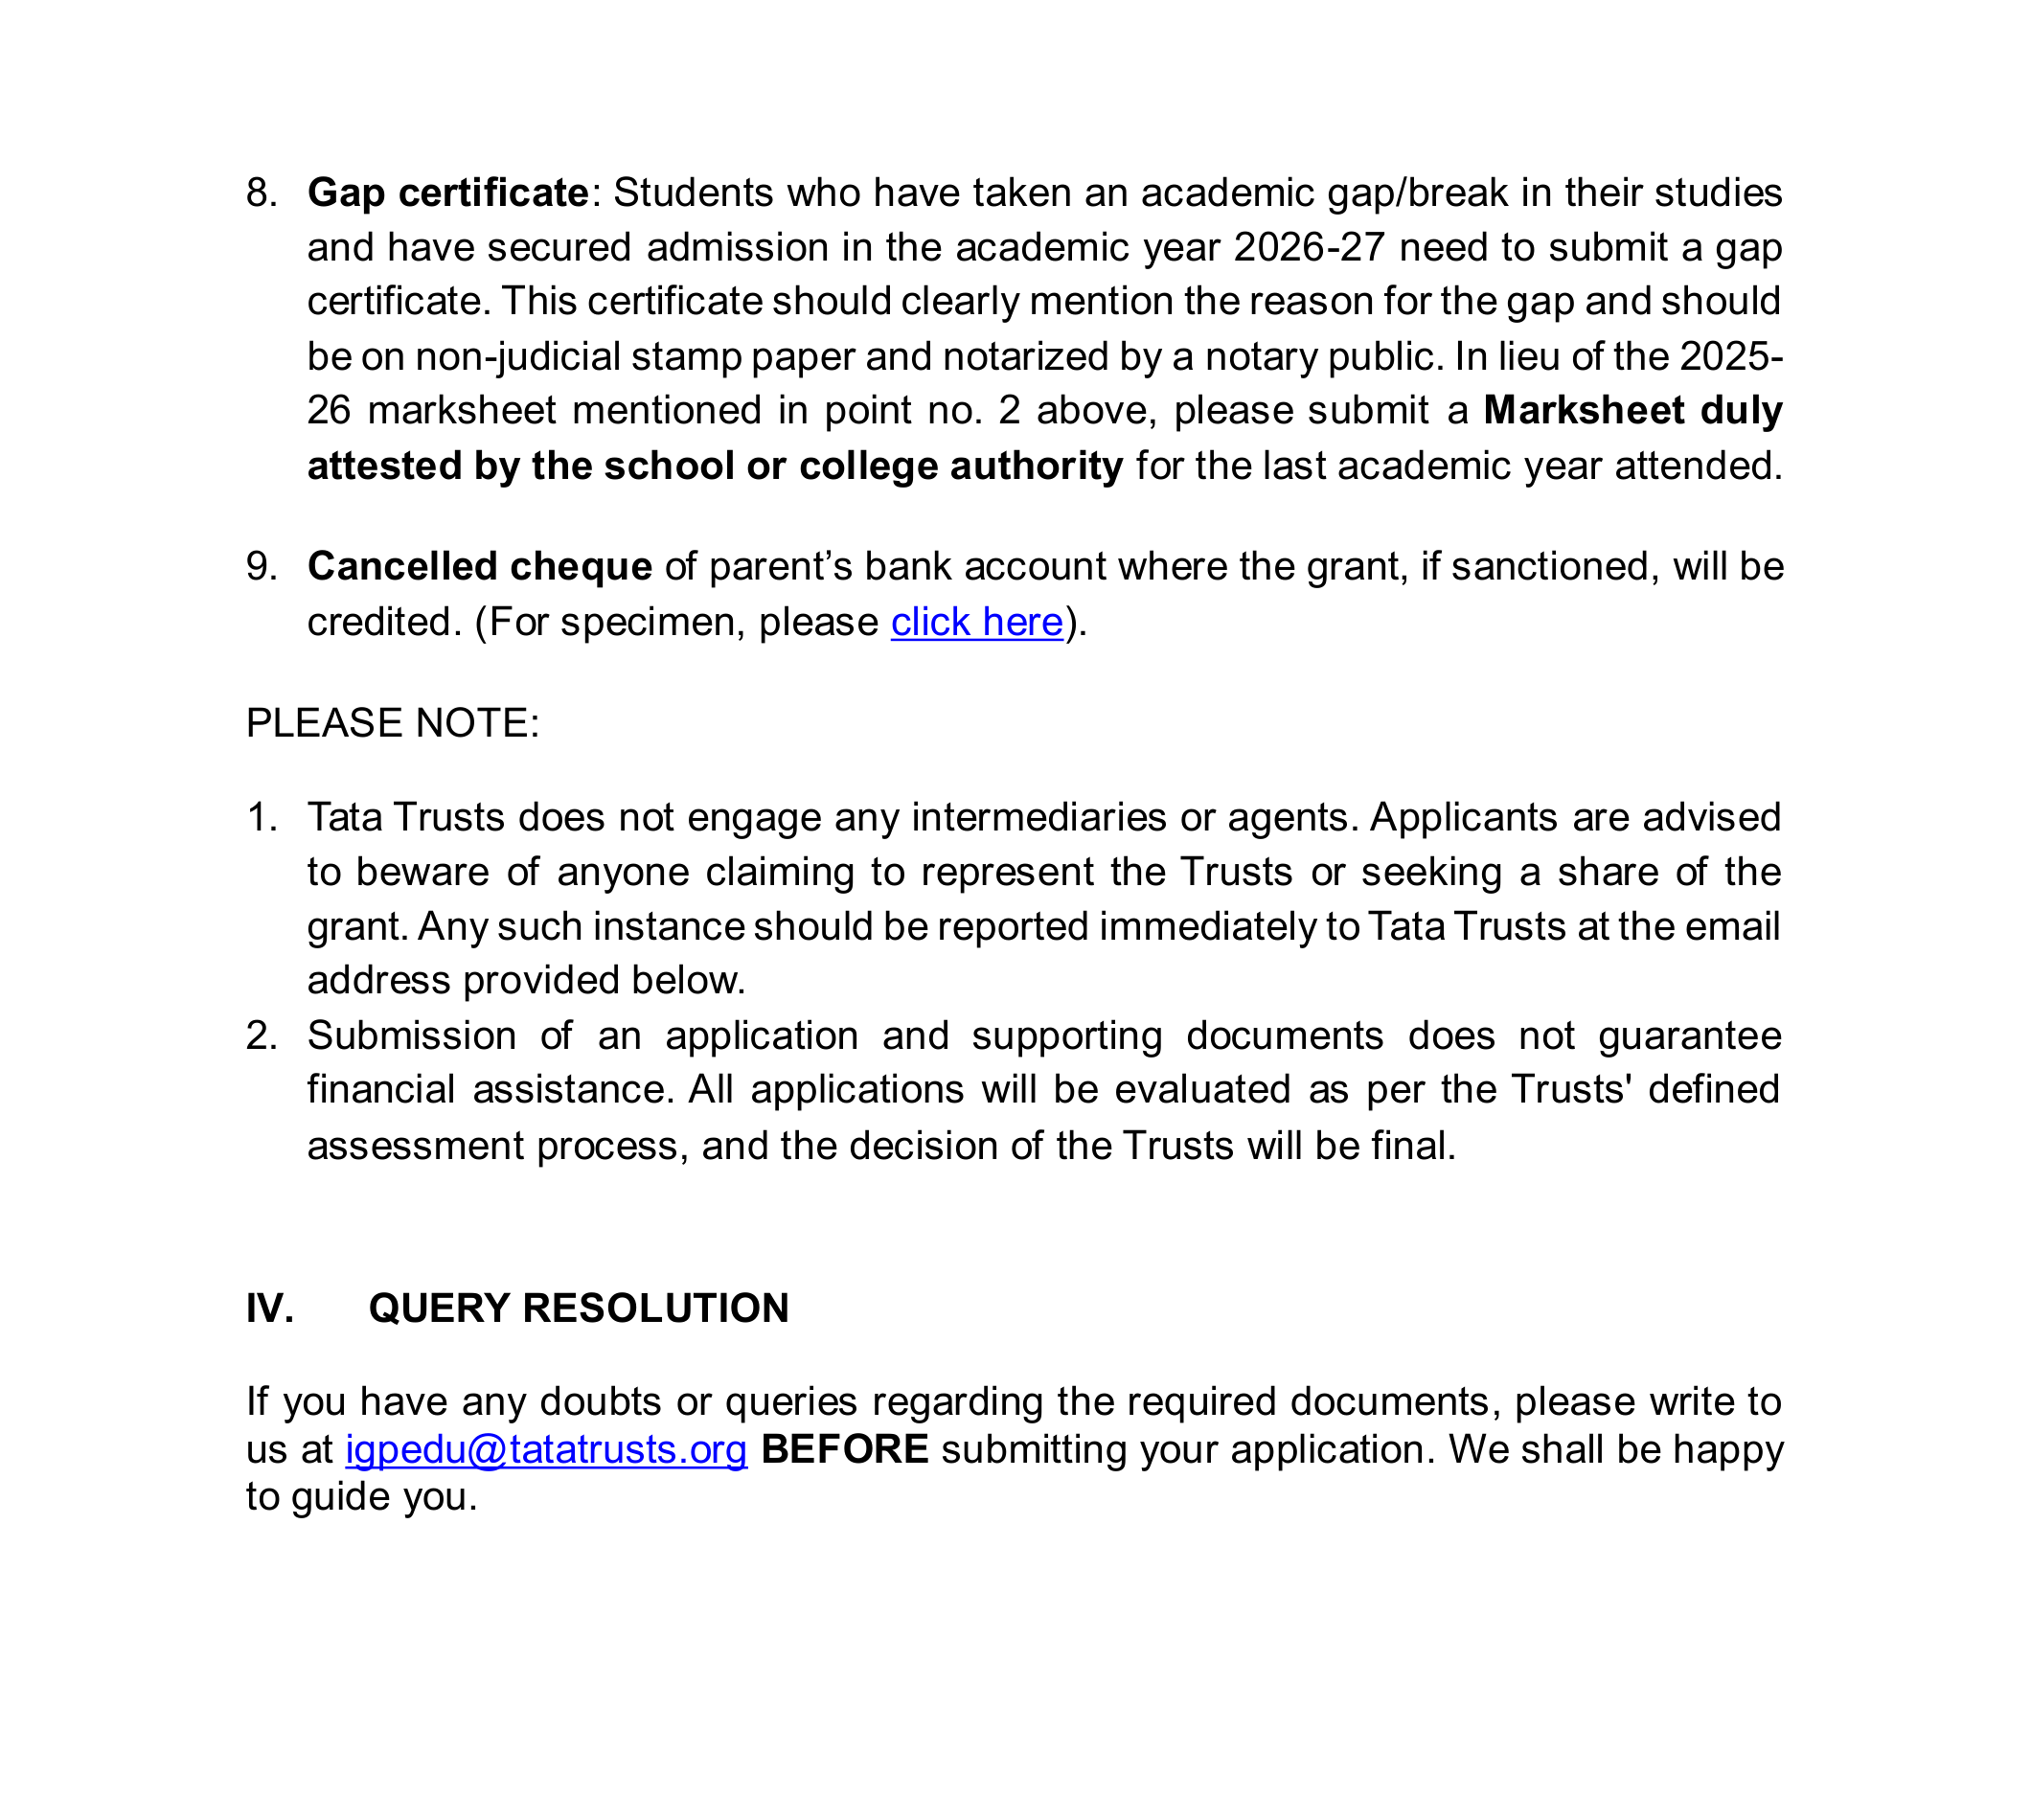 8. Gap certificate: Students who have taken an academic gap/break in their studies
and have secured admission in the academic year 2026-27 need to submit a gap
certificate. This certificate should clearly mention the reason for the gap and should
be on non-judicial stamp paper and notarized by a notary public. In lieu of the 2025-
26 marksheet mentioned in point no. 2 above, please submit a Marksheet duly
attested by the school or college authority for the last academic year attended.
9. Cancelled cheque of parent’s bank account where the grant, if sanctioned, will be
credited. (For specimen, please click here).
PLEASE NOTE:
1. Tata Trusts does not engage any intermediaries or agents. Applicants are advised
to beware of anyone claiming to represent the Trusts or seeking a share of the
grant. Any such instance should be reported immediately to Tata Trusts at the email
address provided below.
2. Submission of an application and supporting documents does not guarantee
financial assistance. All applications will be evaluated as per the Trusts' defined
assessment process, and the decision of the Trusts will be final.
IV. QUERY RESOLUTION
If you have any doubts or queries regarding the required documents, please write to
us at igpedu@tatatrusts.org BEFORE submitting your application. We shall be happy
to guide you.